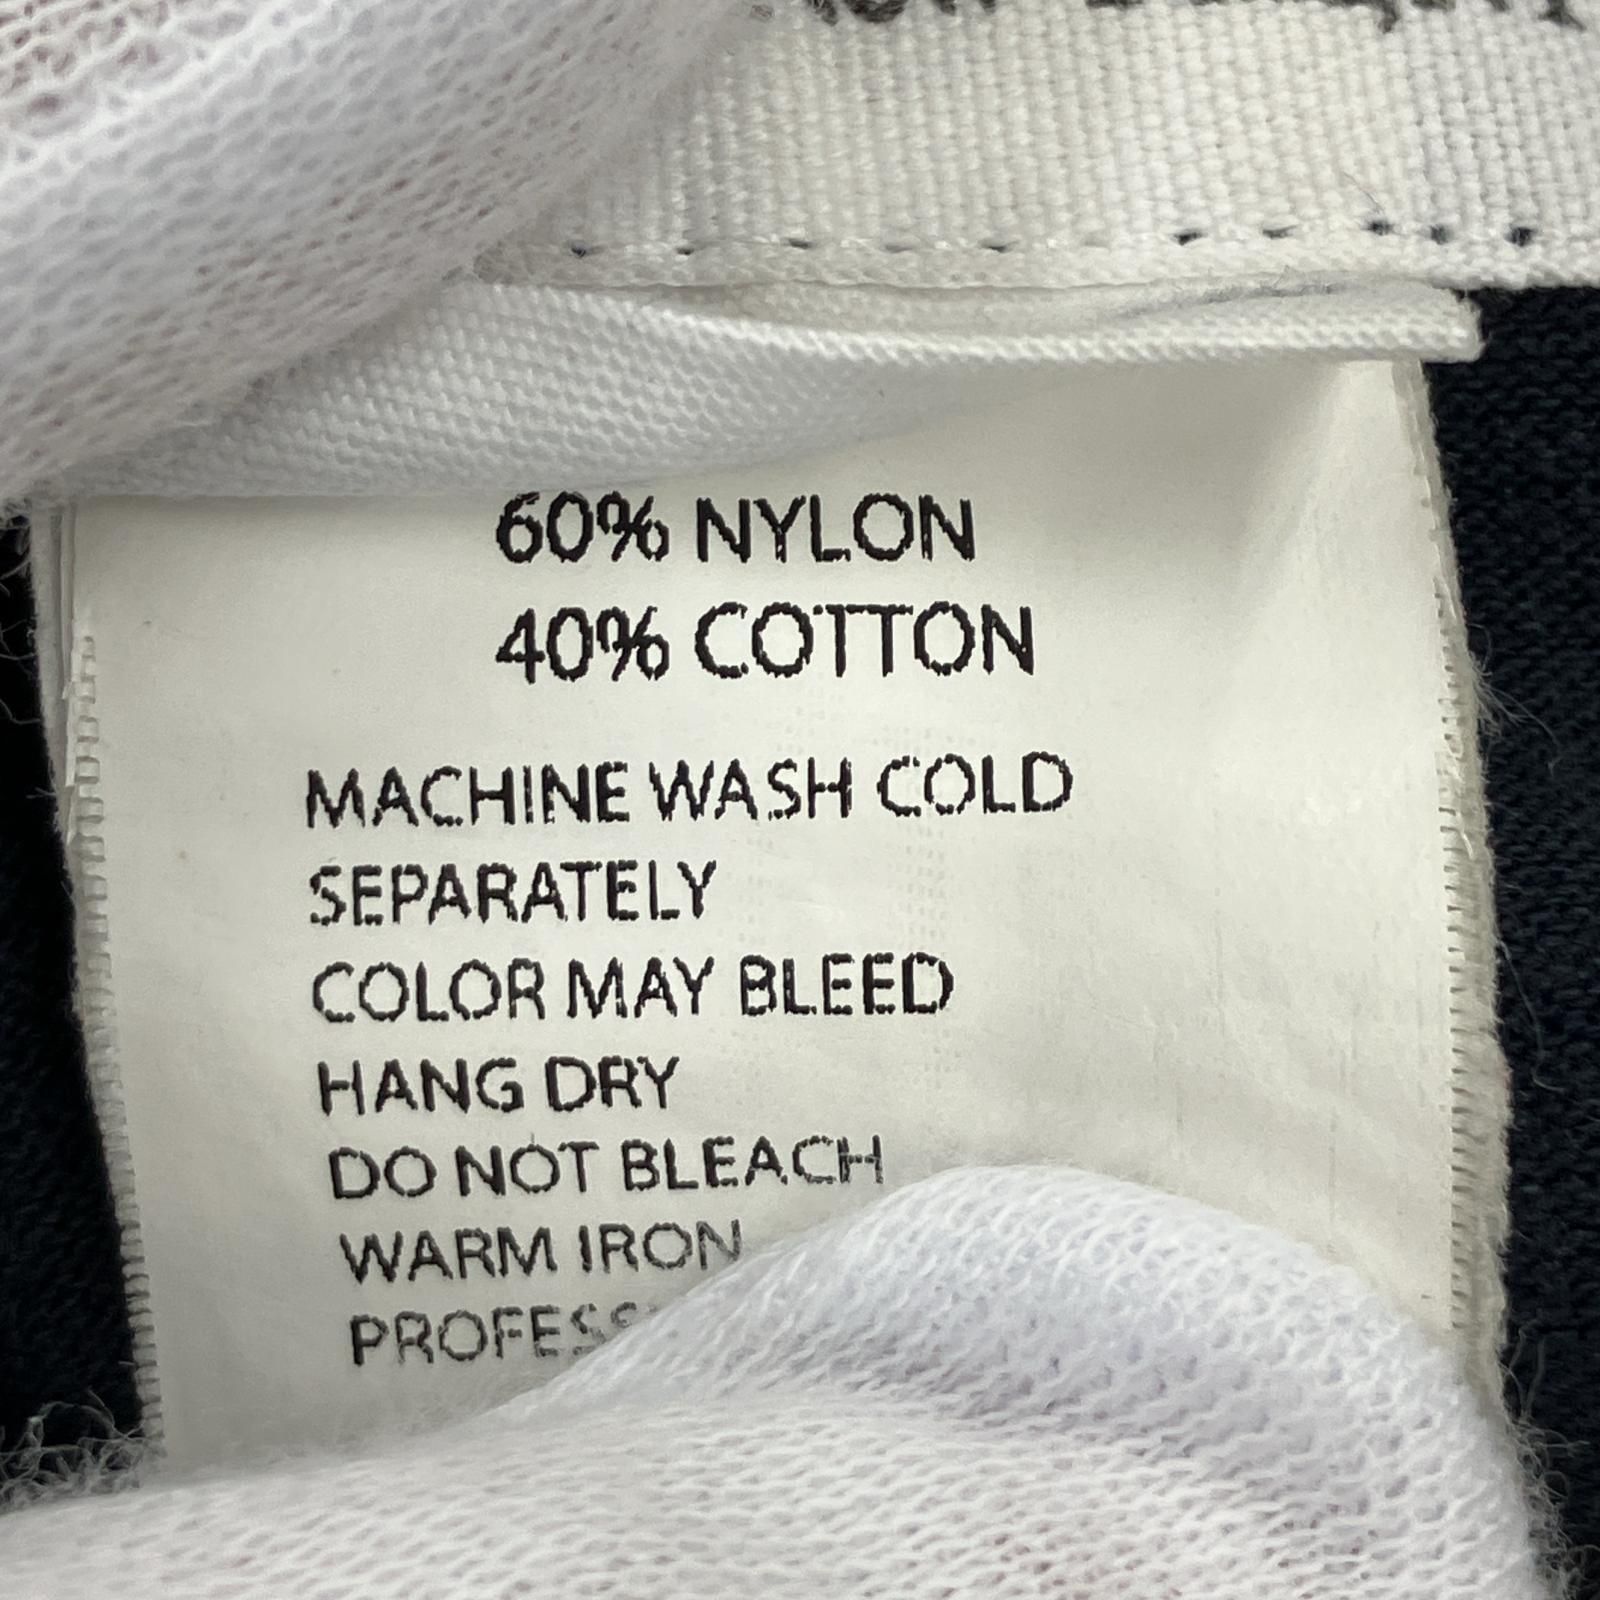 60% NYLON
40% COTTON
MACHINE WASH COLD
SEPARATELY
COLOR MAY BLEED
HANG DRY
DO NOT BLEACH
WARM IRON